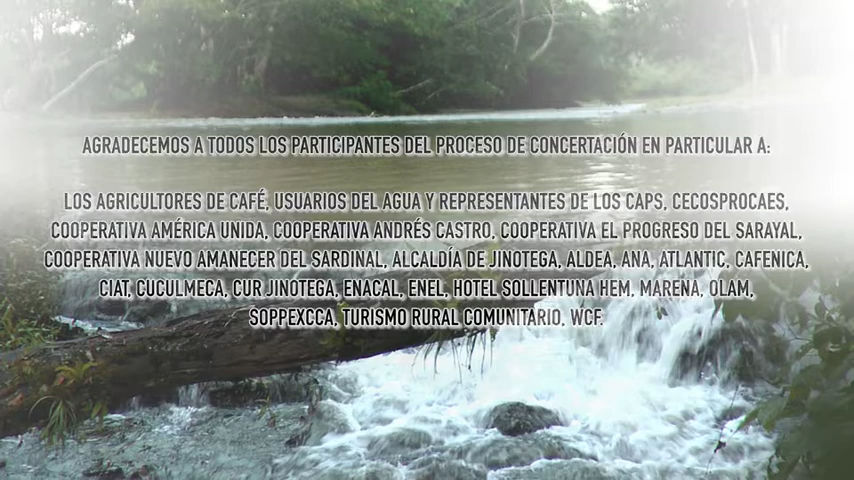 AGRADECEMOS A TODOS LOS PARTICIPANTES DEL PROCESO DE CONCERTACIÓN EN PARTICULAR A:
LOS AGRICULTORES DE CAFÉ, USUARIOS DEL AGUA Y REPRESENTANTES DE LOS CAPS, CECOSPROCAES,
COOPERATIVA AMÉRICA UNIDA, COOPERATIVA ANDRÉS CASTRO, COOPERATIVA EL PROGRESO DEL SARAYAL,
COOPERATIVA NUEVO AMANECER DEL SARDINAL, ALCALDÍA DE JINOTEGA, ALDEA, ANA, ATLANTIC, CAFENICA,
CIAT, CUCULMECA, CUR JINOTEGA, ENACAL, ENEL, HOTEL SOLLENTUNA HEM, MARENA, OLAM,
SOPPEXCCA, TURISMO RURAL COMUNITARIO, WCF.